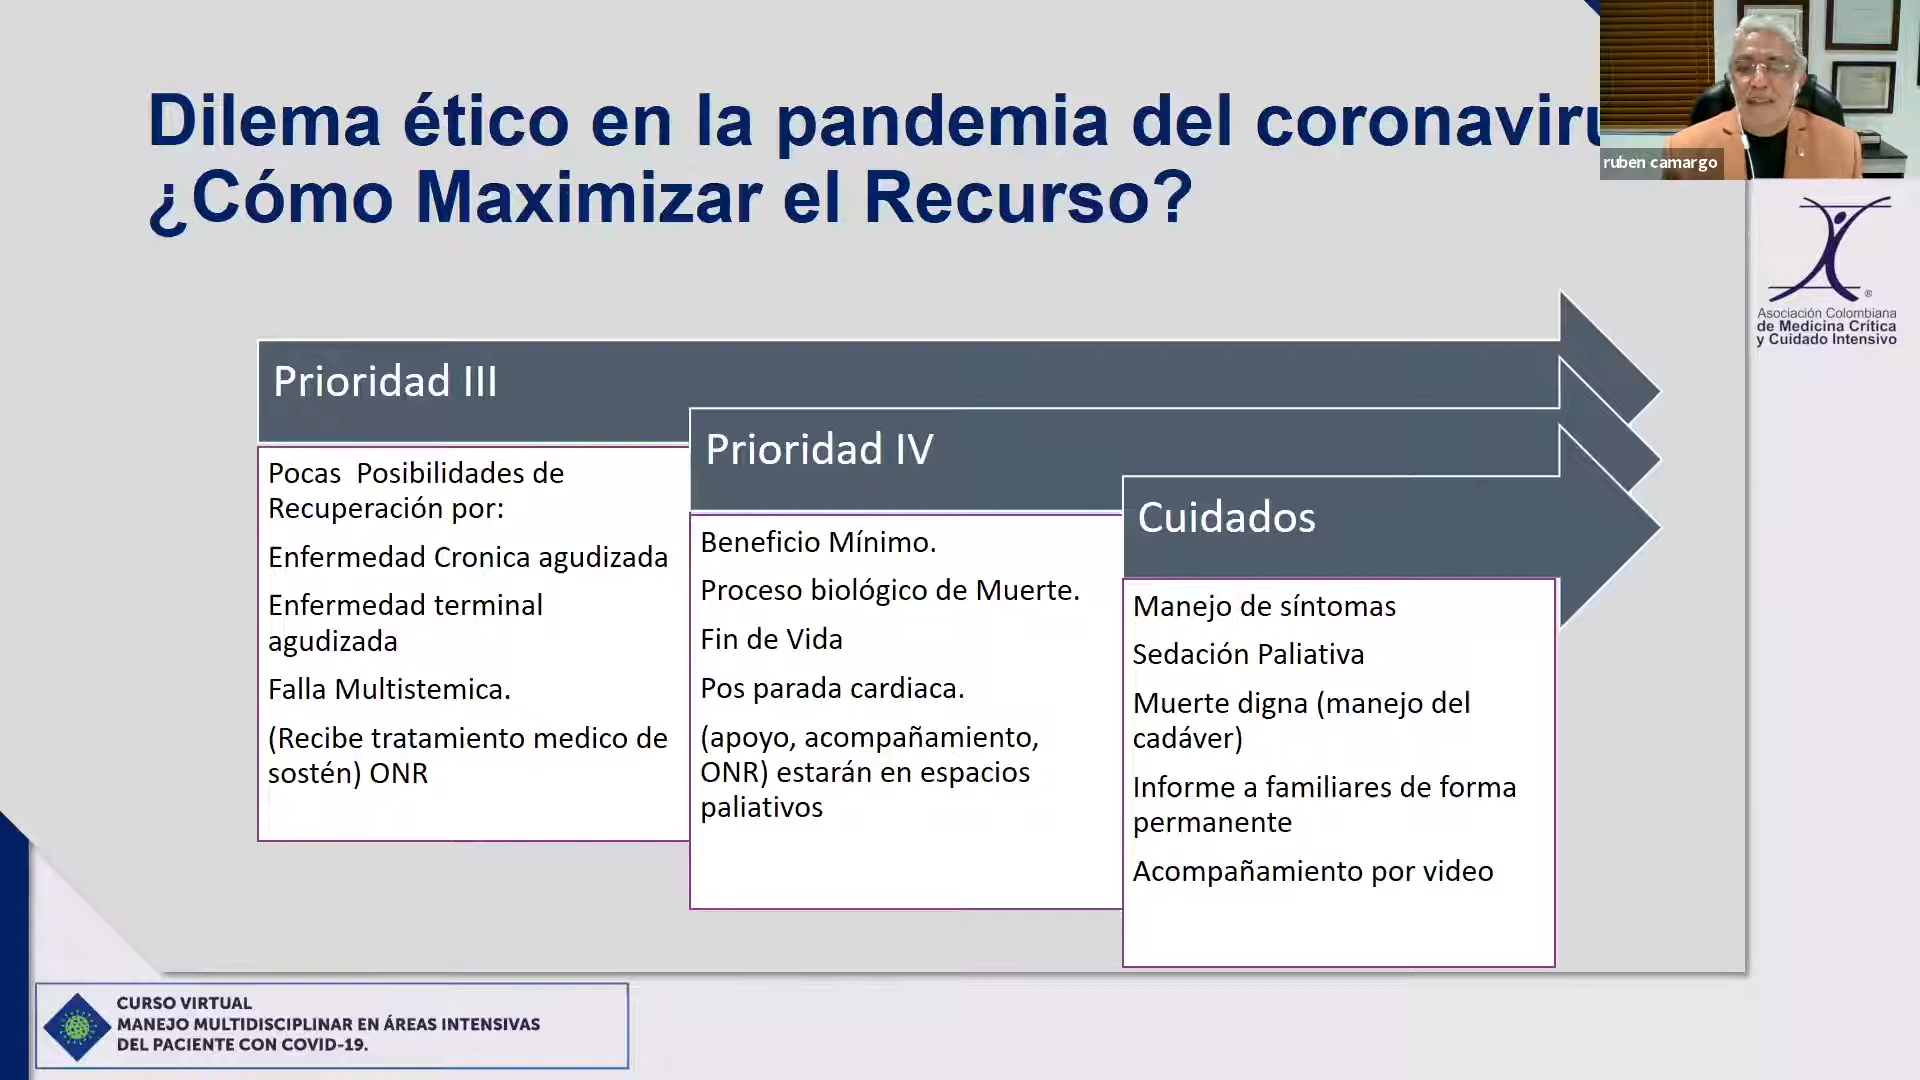 Dilema ético en la pandemia del coronaviru
¿Cómo Maximizar el Recurso?
ruben camargo
Asociación Colombiana
de Medicina Crítica
y Cuidado Intensivo
®
Prioridad III
Pocas  Posibilidades de
Recuperación por:
Enfermedad Cronica agudizada
Enfermedad terminal
agudizada
Falla Multistemica.
(Recibe tratamiento medico de
sostén) ONR
Prioridad IV
Beneficio Mínimo.
Proceso biológico de Muerte.
Fin de Vida
Pos parada cardiaca.
(apoyo, acompañamiento,
ONR) estarán en espacios
paliativos
Cuidados
Manejo de síntomas
Sedación Paliativa
Muerte digna (manejo del
cadáver)
Informe a familiares de forma
permanente
Acompañamiento por video
CURSO VIRTUAL
MANEJO MULTIDISCIPLINAR EN ÁREAS INTENSIVAS
DEL PACIENTE CON COVID-19.